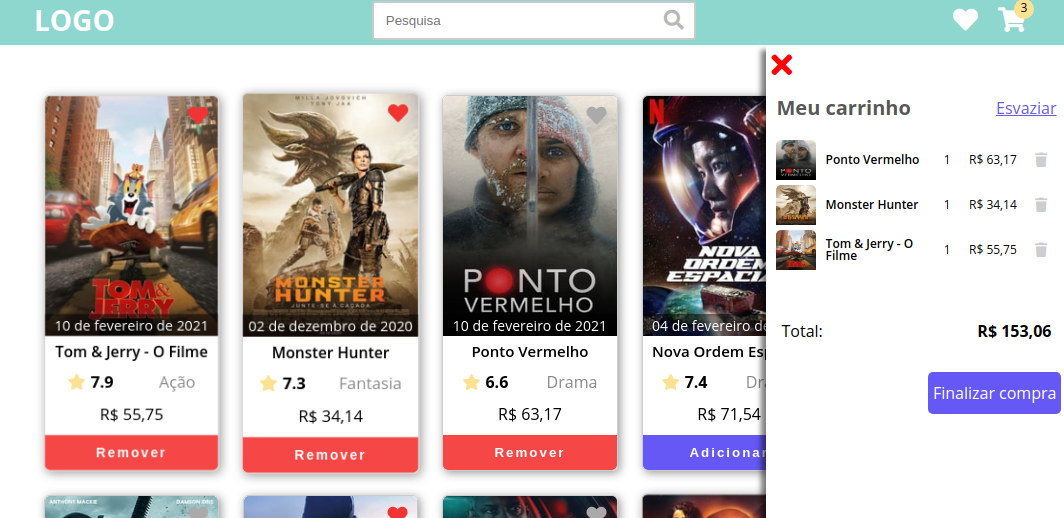 LOGO
Pesquisa
3
Meu carrinho
Esvaziar
Ponto Vermelho 1 R$ 63,17
Monster Hunter 1 R$ 34,14
Tom & Jerry - O
Filme
1 R$ 55,75
Total: R$ 153,06
Finalizar compra
TOM &
JERRY
10 de fevereiro de 2021
Tom & Jerry - O Filme
7.9 Ação
R$ 55,75
Remover
MILLA JOVOVICH
TONY JAA
MONSTER
HUNTER
JUNTE-SE À CAÇADA
02 de dezembro de 2020
Monster Hunter
7.3 Fantasia
R$ 34,14
Remover
PONTO
VERMELHO
10 de fevereiro de 2021
Ponto Vermelho
6.6 Drama
R$ 63,17
Remover
N
NOVA
ORDEM
ESPACI
04 de fevereiro de
Nova Ordem Esp
7.4 Dra
R$ 71,54
Adicionar
ANTHONY MACKIE
DAMSON IDRIS